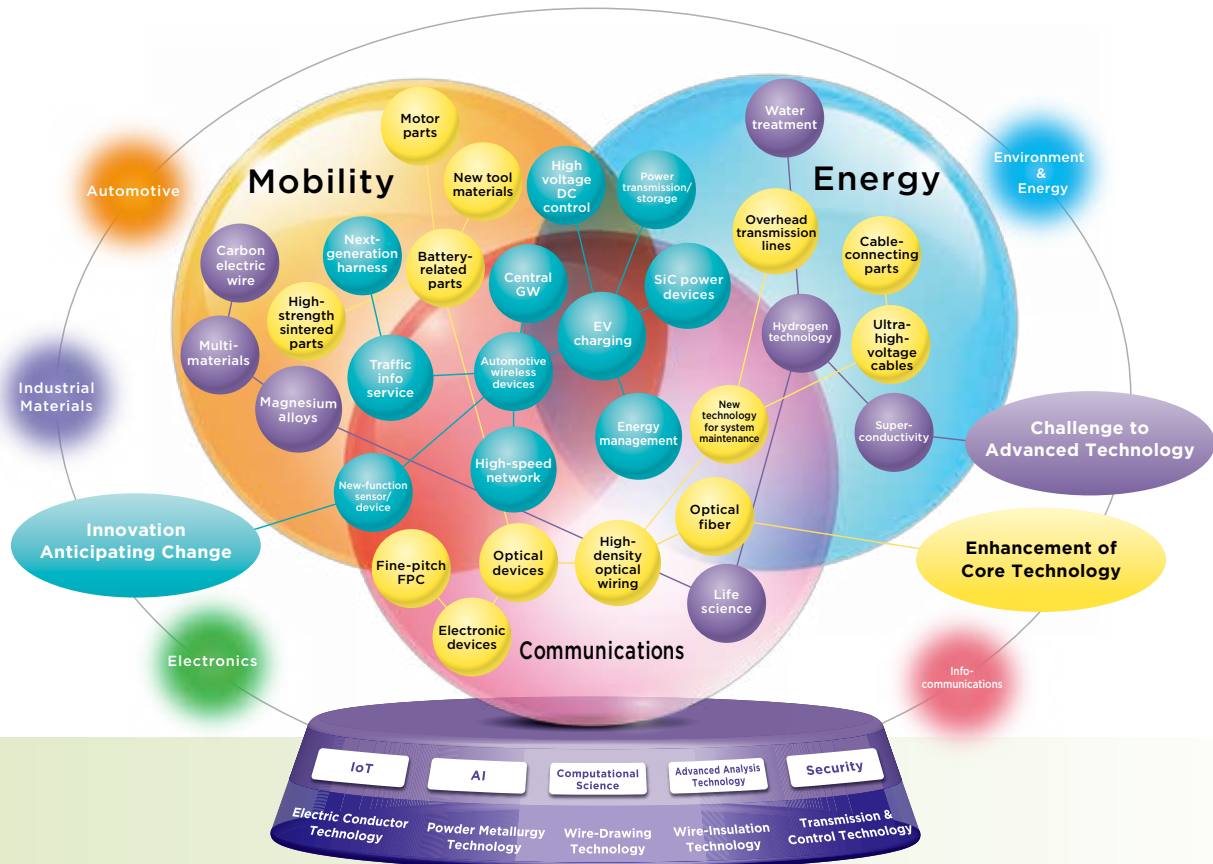 Mobility
Energy
Communications
Automotive
Industrial
Materials
Electronics
Environment
&
Energy
Info-
communications
Innovation
Anticipating Change
Challenge to
Advanced Technology
Enhancement of
Core Technology
Motor
parts
New tool
materials
Carbon
electric
wire
Next-
generation
harness
Battery-
related
parts
High-
strength
sintered
parts
Multi-
materials
Magnesium
alloys
Traffic
info
service
High
voltage
DC
control
Power
transmission/
storage
Central
GW
SiC power
devices
EV
charging
Automotive
wireless
devices
Energy
management
High-speed
network
New-function
sensor/
device
Water
treatment
Overhead
transmission
lines
Cable-
connecting
parts
Hydrogen
technology
Ultra-
high-
voltage
cables
New
technology
for system
maintenance
Super-
conductivity
Optical
fiber
High-
density
optical
wiring
Optical
devices
Fine-pitch
FPC
Electronic
devices
Life
science
IoT
AI
Computational
Science
Advanced Analysis
Technology
Security
Electric Conductor
Technology
Powder Metallurgy
Technology
Wire-Drawing
Technology
Wire-Insulation
Technology
Transmission &
Control Technology